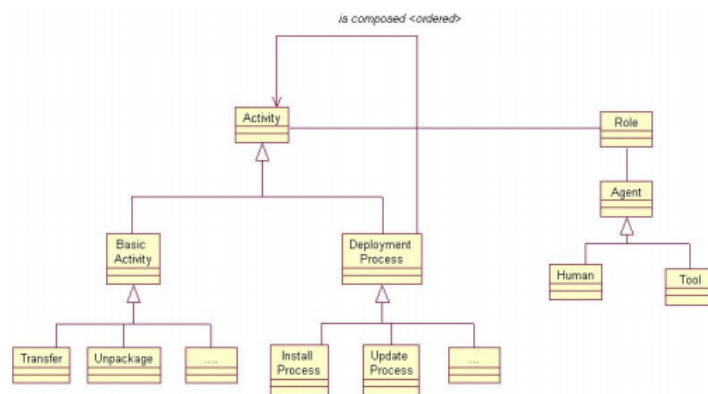 is composed <ordered>
Activity
Role
Agent
Basic
Activity
Deployment
Process
Human
Tool
Transfer
Unpackage
....
Install
Process
Update
Process
...